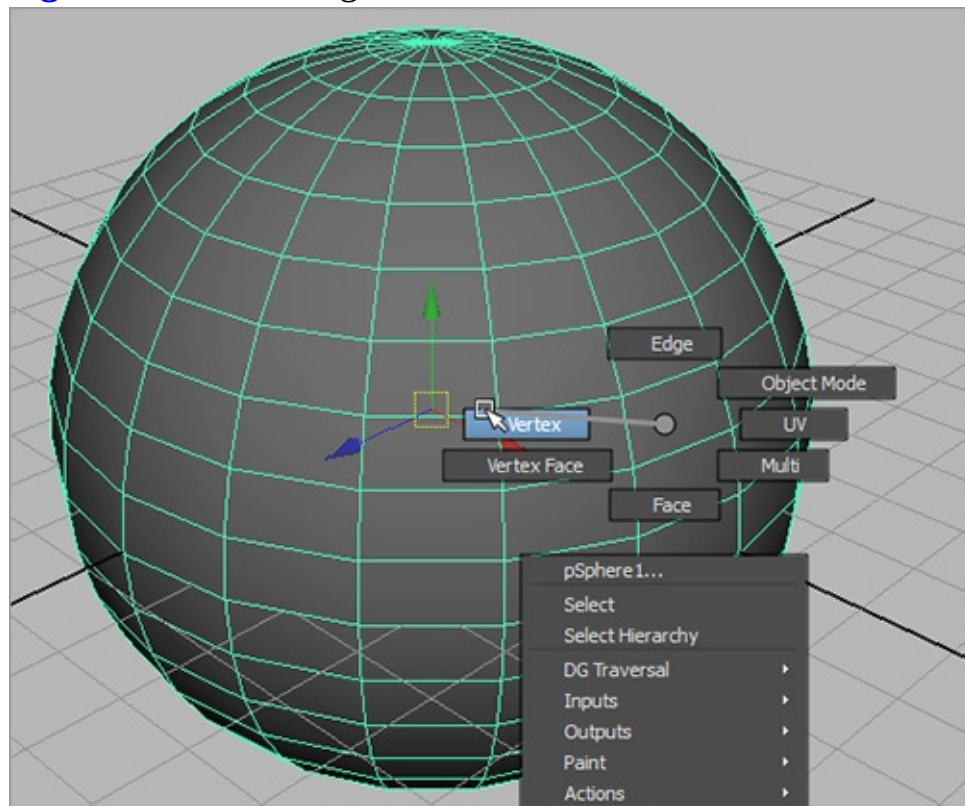 Edge
Object Mode
Vertex
UV
Vertex Face
Multi
Face
pSphere1...
Select
Select Hierarchy
DG Traversal
Inputs
Outputs
Paint
Actions